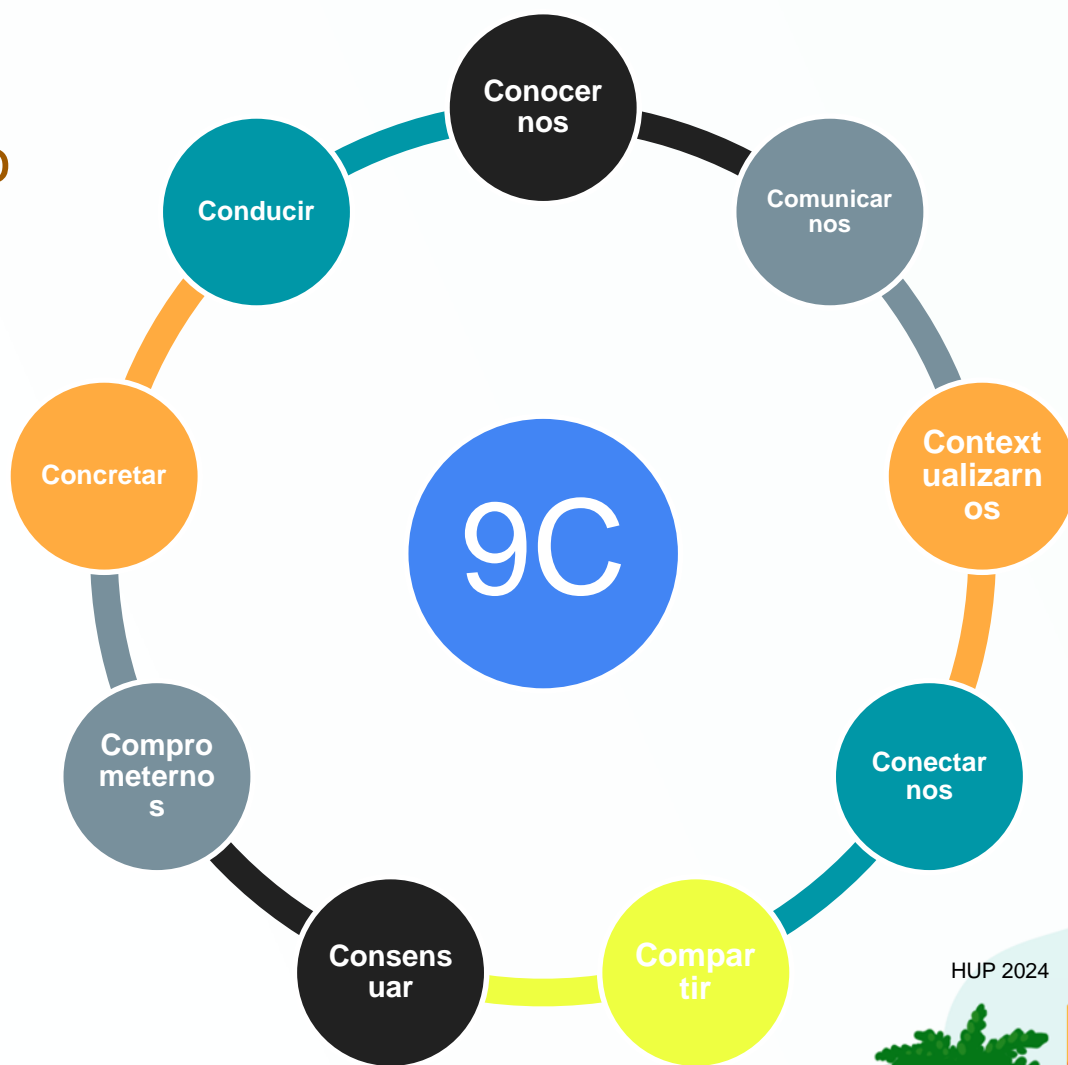 Conocer
nos
Comunicar
nos
Context
ualizarn
os
Conectar
nos
Compar
tir
Consens
uar
Compro
meterno
s
Concretar
Conducir
9C
HUP 2024